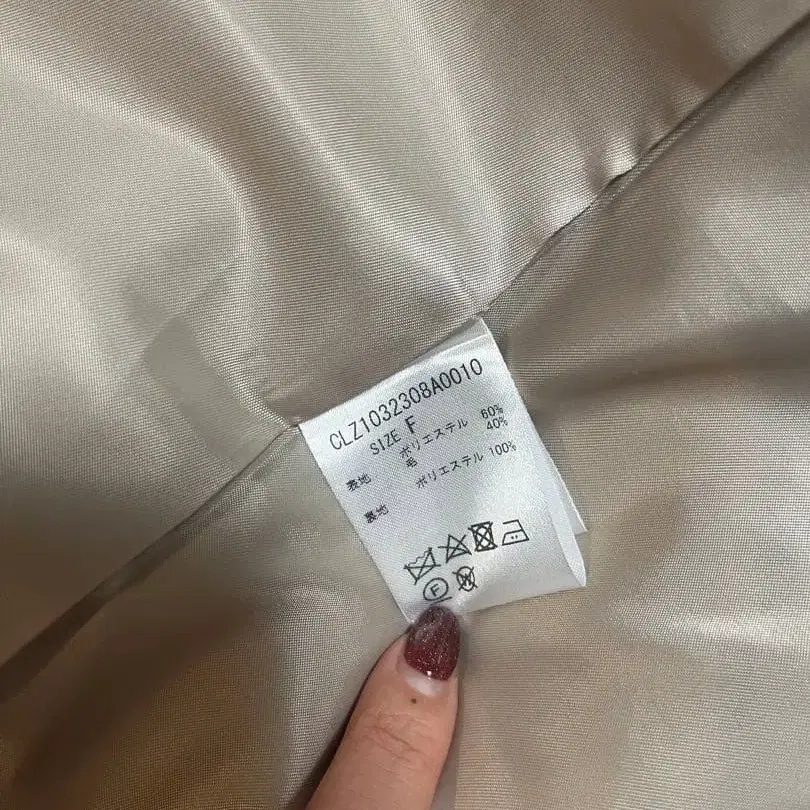 CLZ1032308A0010
SIZE F
表地 ポリエステル 60%
毛 40%
裏地 ポリエステル 100%
F
W